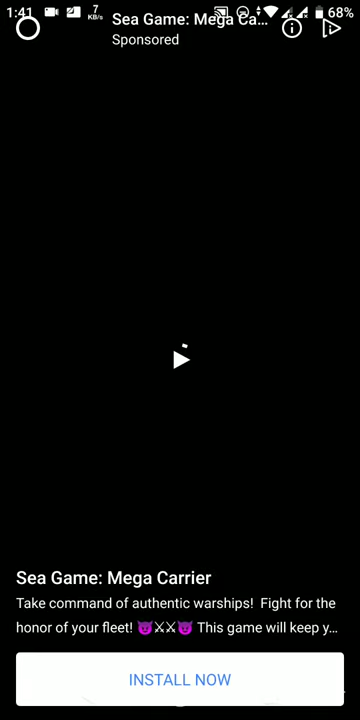 1:41
7
KB/s
68%
Sea Game: Mega Ca...
Sponsored
Sea Game: Mega Carrier
Take command of authentic warships!  Fight for the
honor of your fleet! 😈⚔⚔😈 This game will keep y...
INSTALL NOW